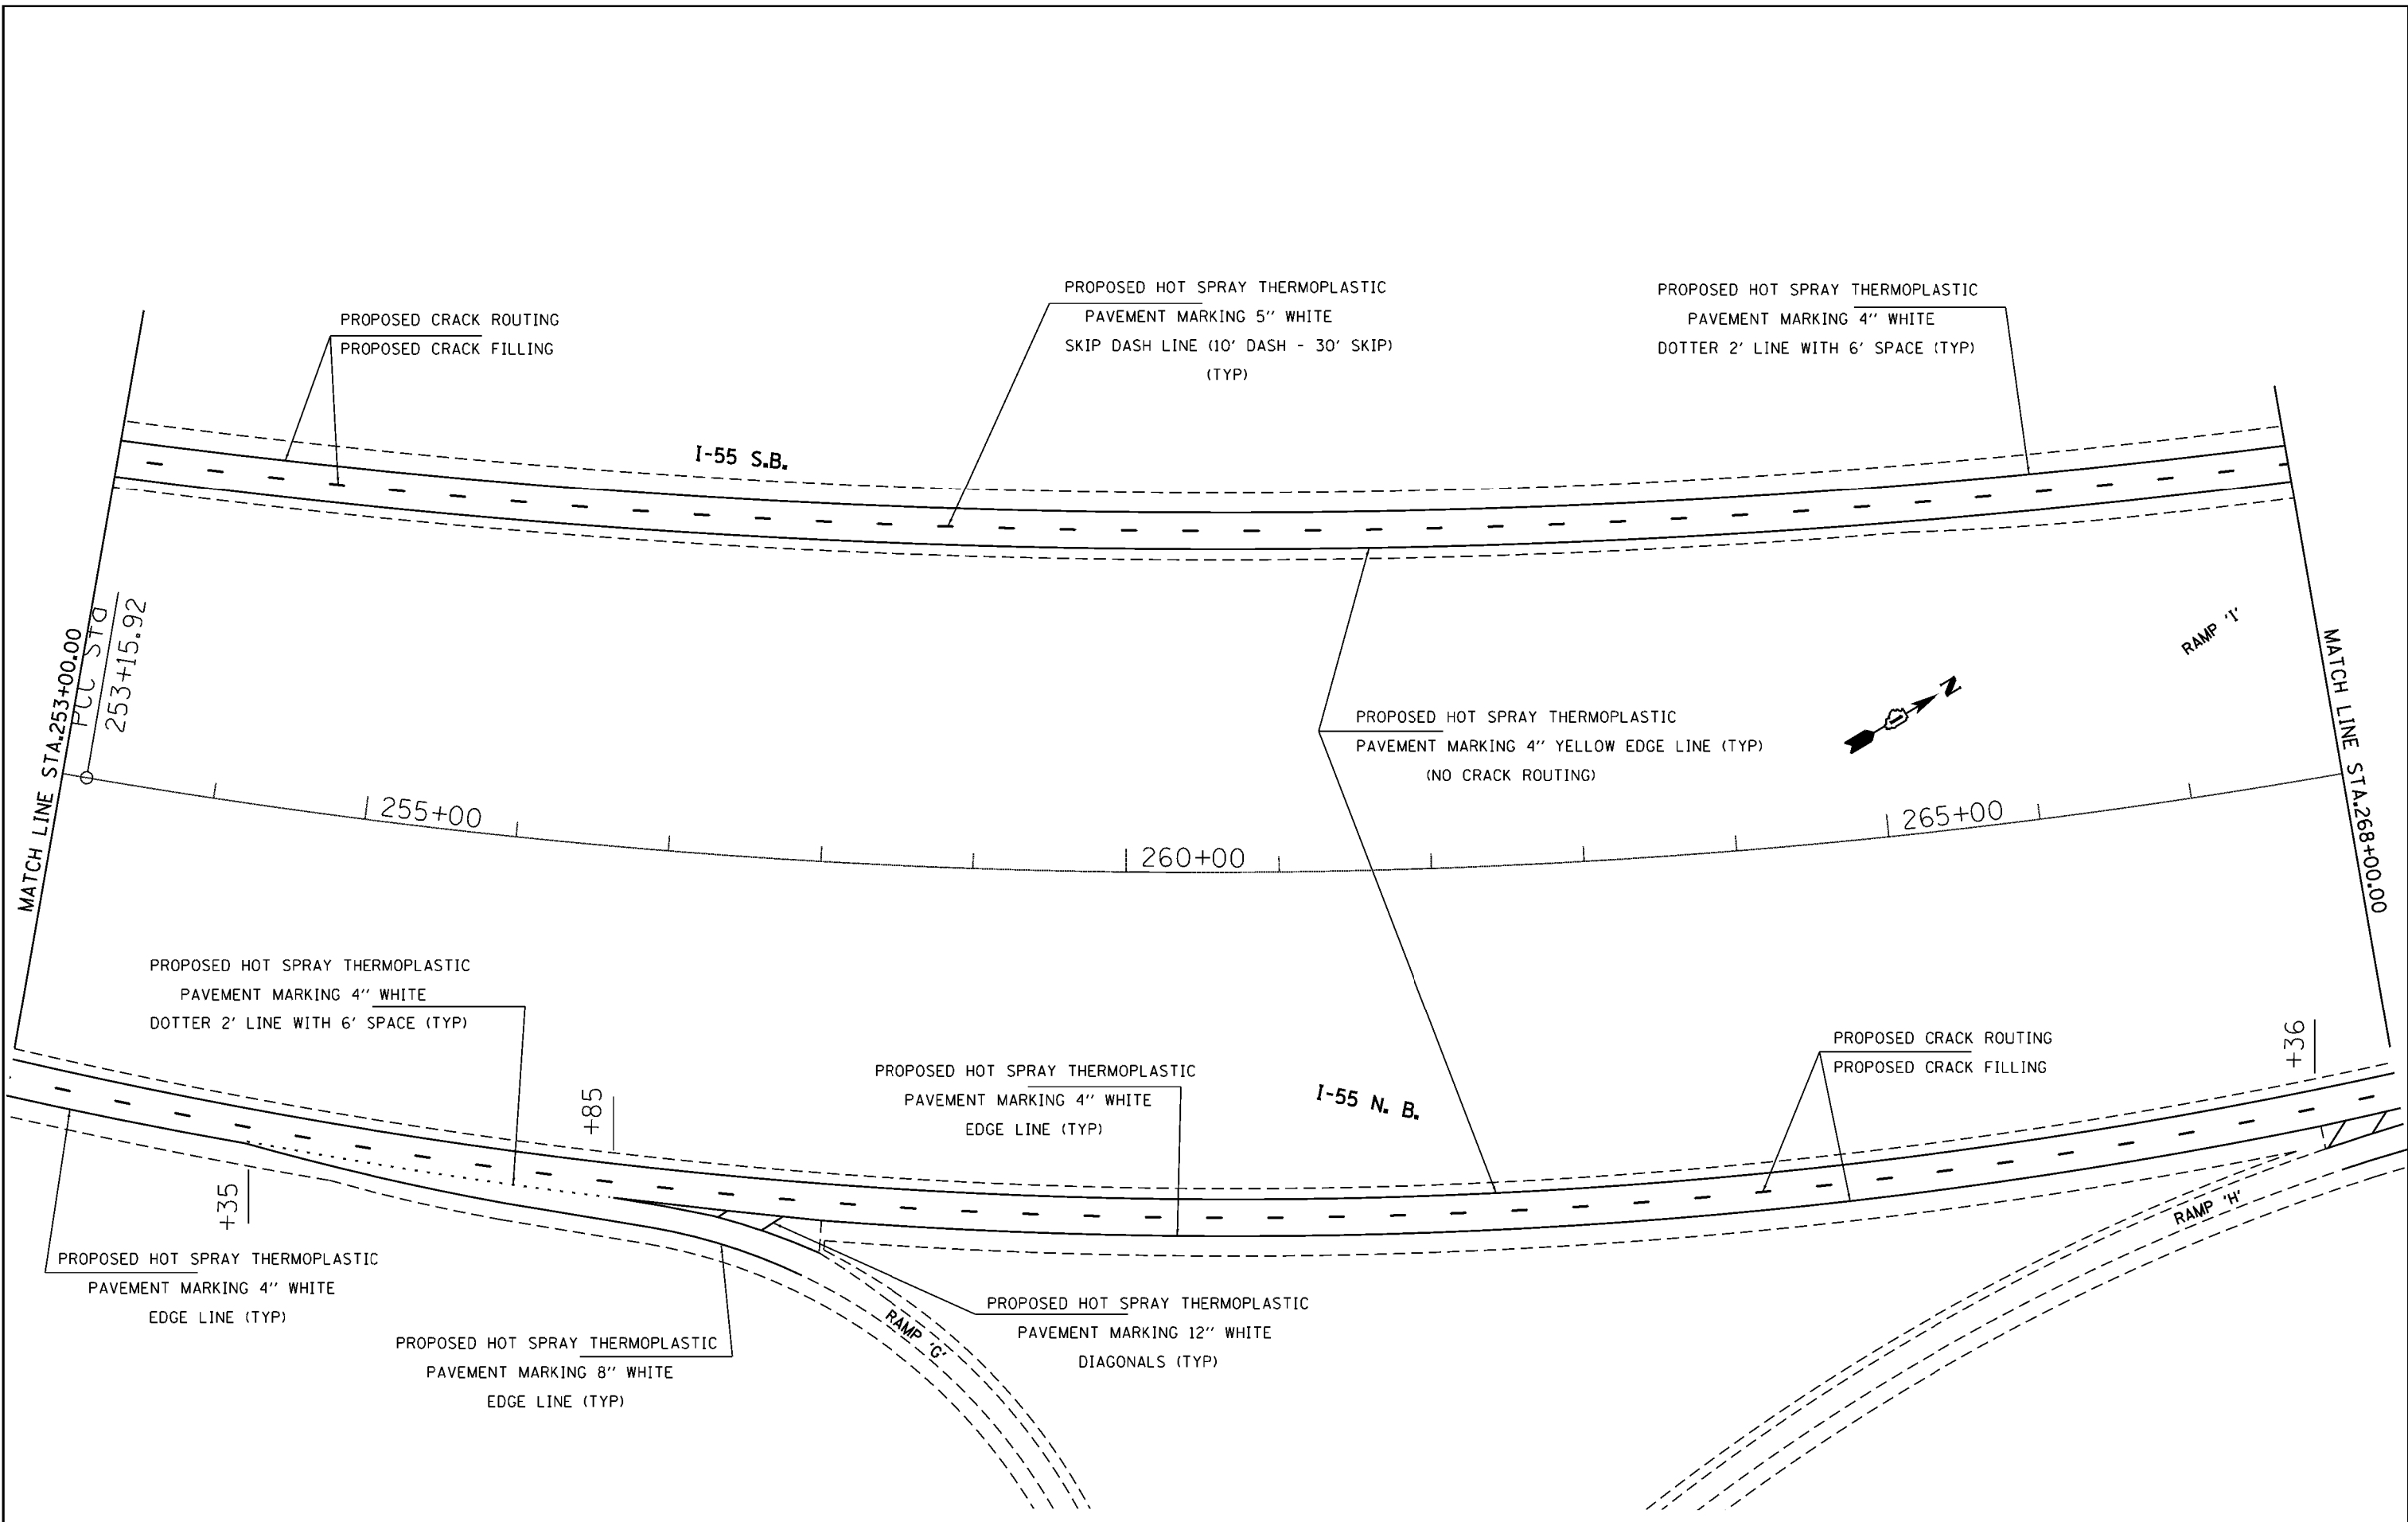 PROPOSED HOT SPRAY THERMOPLASTIC
PAVEMENT MARKING 5'' WHITE
SKIP DASH LINE (10' DASH - 30' SKIP)
(TYP)
PROPOSED HOT SPRAY THERMOPLASTIC
PAVEMENT MARKING 4'' WHITE
DOTTER 2' LINE WITH 6' SPACE (TYP)
PROPOSED CRACK ROUTING
PROPOSED CRACK FILLING
I-55 S.B.
MATCH LINE STA.253+00.00
PCC Sta
253+15.92
RAMP 'I'
N
MATCH LINE STA.268+00.00
PROPOSED HOT SPRAY THERMOPLASTIC
PAVEMENT MARKING 4'' YELLOW EDGE LINE (TYP)
(NO CRACK ROUTING)
255+00
260+00
265+00
PROPOSED HOT SPRAY THERMOPLASTIC
PAVEMENT MARKING 4'' WHITE
DOTTER 2' LINE WITH 6' SPACE (TYP)
+85
PROPOSED HOT SPRAY THERMOPLASTIC
PAVEMENT MARKING 4'' WHITE
EDGE LINE (TYP)
I-55 N. B.
PROPOSED CRACK ROUTING
PROPOSED CRACK FILLING
+36
+35
RAMP 'H'
PROPOSED HOT SPRAY THERMOPLASTIC
PAVEMENT MARKING 4'' WHITE
EDGE LINE (TYP)
PROPOSED HOT SPRAY THERMOPLASTIC
PAVEMENT MARKING 8'' WHITE
EDGE LINE (TYP)
RAMP 'G'
PROPOSED HOT SPRAY THERMOPLASTIC
PAVEMENT MARKING 12'' WHITE
DIAGONALS (TYP)